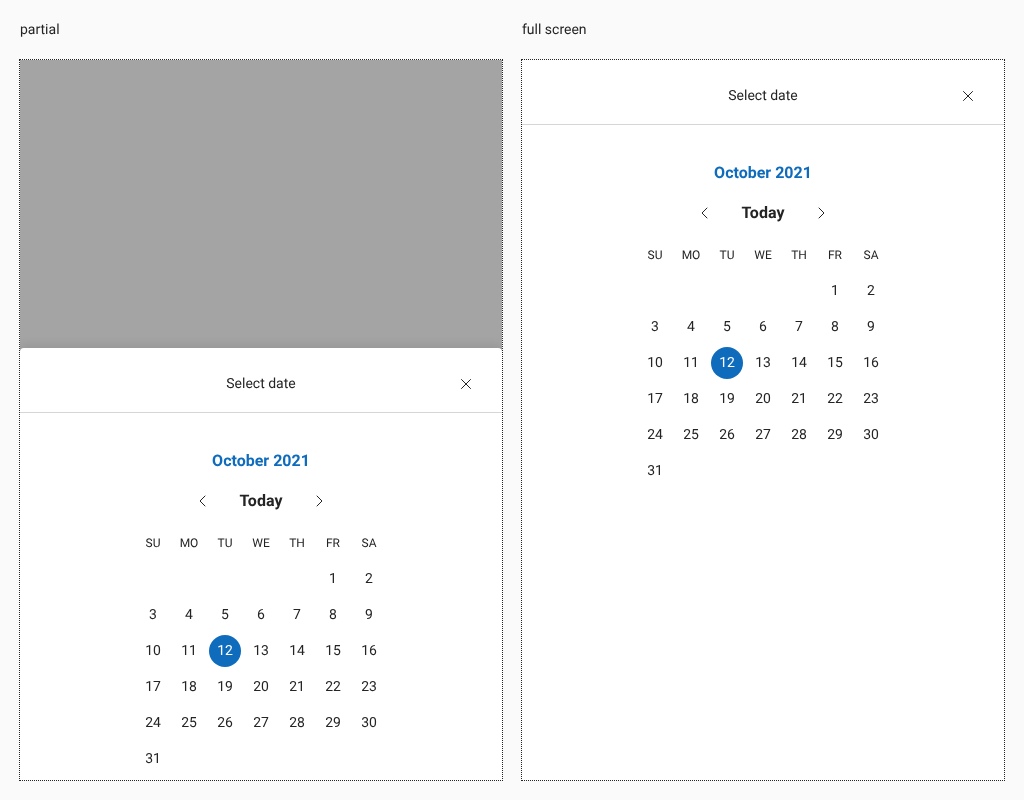 partial
Select date
October 2021
Today
SU MO TU WE TH FR SA
1 2
3 4 5 6 7 8 9
10 11 12 13 14 15 16
17 18 19 20 21 22 23
24 25 26 27 28 29 30
31
full screen
Select date
October 2021
Today
SU MO TU WE TH FR SA
1 2
3 4 5 6 7 8 9
10 11 12 13 14 15 16
17 18 19 20 21 22 23
24 25 26 27 28 29 30
31